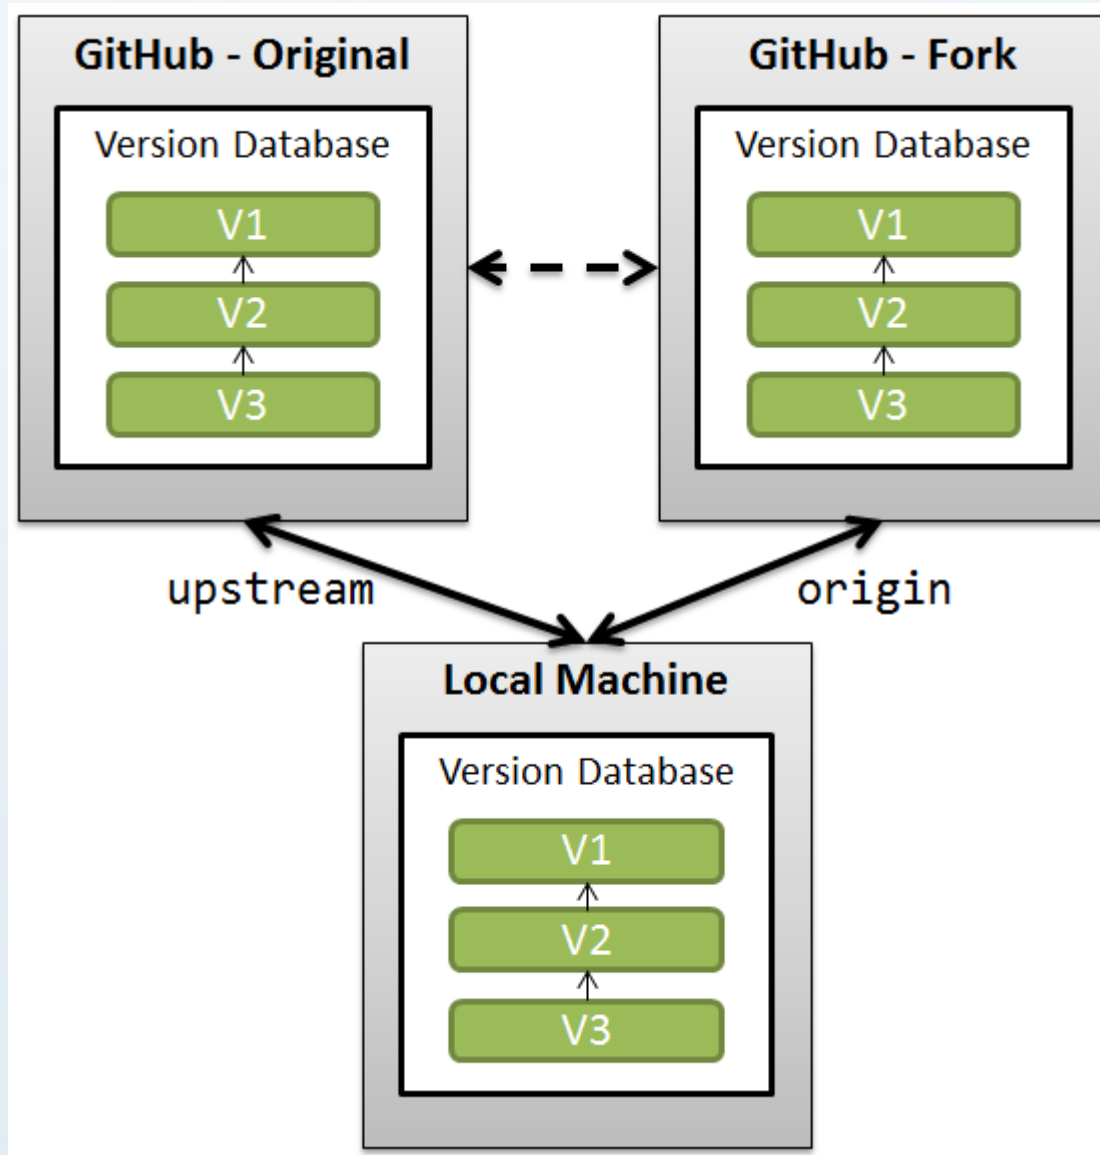 GitHub - Original
Version Database
V1
V2
V3
GitHub - Fork
Version Database
V1
V2
V3
upstream
origin
Local Machine
Version Database
V1
V2
V3